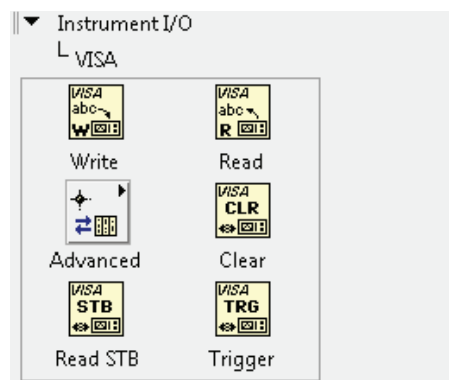 Instrument I/O
VISA
VISA
abc
W
VISA
abc
R
Write
Read
VISA
CLR
Advanced
Clear
VISA
STB
VISA
TRG
Read STB
Trigger